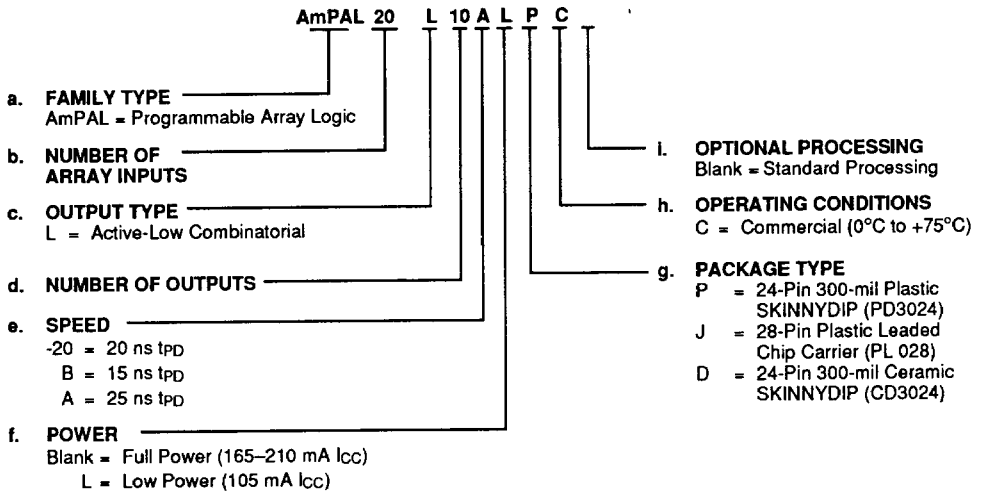 AmPAL 20 L 10 A L P C
a. FAMILY TYPE
AmPAL = Programmable Array Logic
b. NUMBER OF
ARRAY INPUTS
c. OUTPUT TYPE
L = Active-Low Combinatorial
d. NUMBER OF OUTPUTS
e. SPEED
-20 = 20 ns tPD
B = 15 ns tPD
A = 25 ns tPD
f. POWER
Blank = Full Power (165–210 mA ICC)
L = Low Power (105 mA ICC)
i. OPTIONAL PROCESSING
Blank = Standard Processing
h. OPERATING CONDITIONS
C = Commercial (0°C to +75°C)
g. PACKAGE TYPE
P = 24-Pin 300-mil Plastic
SKINNYDIP (PD3024)
J = 28-Pin Plastic Leaded
Chip Carrier (PL 028)
D = 24-Pin 300-mil Ceramic
SKINNYDIP (CD3024)